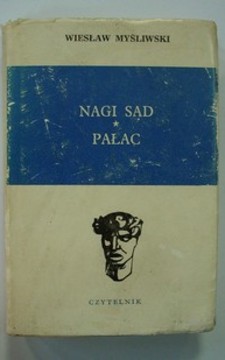 WIESŁAW MYŚLIWSKI
NAGI SAD
*
PAŁAC
CZYTELNIK